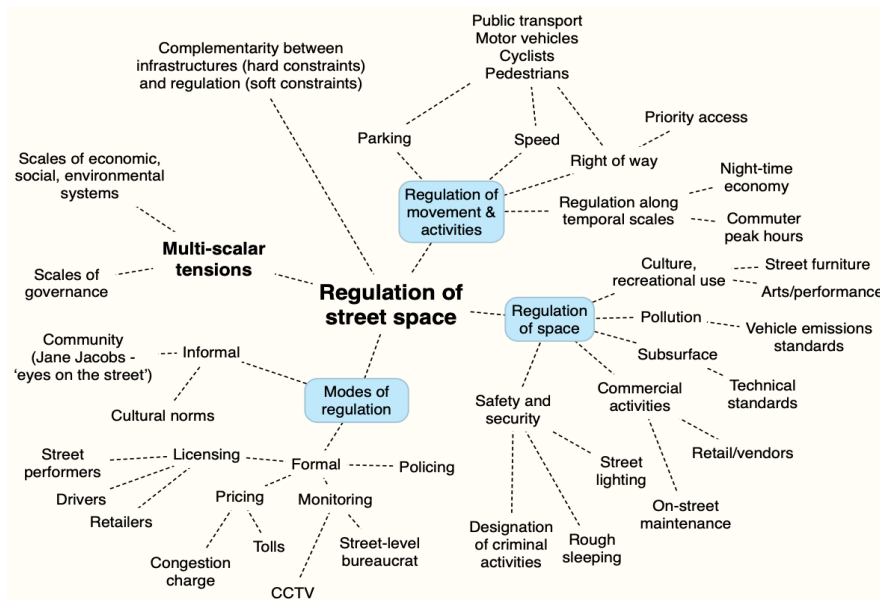 Public transport
Motor vehicles
Cyclists
Pedestrians
Complementarity between
infrastructures (hard constraints)
and regulation (soft constraints)
Parking
Speed
Right of way
Priority access
Regulation of
movement &
activities
Regulation along
temporal scales
Night-time
economy
Commuter
peak hours
Scales of economic,
social, environmental
systems
Multi-scalar
tensions
Scales of
governance
Regulation of
street space
Regulation
of space
Culture,
recreational use
Street furniture
Arts/performance
Pollution
Vehicle emissions
standards
Subsurface
Technical
standards
Commercial
activities
Retail/vendors
On-street
maintenance
Safety and
security
Street
lighting
Rough
sleeping
Designation
of criminal
activities
Modes of
regulation
Informal
Community
(Jane Jacobs -
‘eyes on the street’)
Cultural norms
Formal
Policing
Licensing
Street
performers
Drivers
Retailers
Pricing
Congestion
charge
Tolls
Monitoring
Street-level
bureaucrat
CCTV